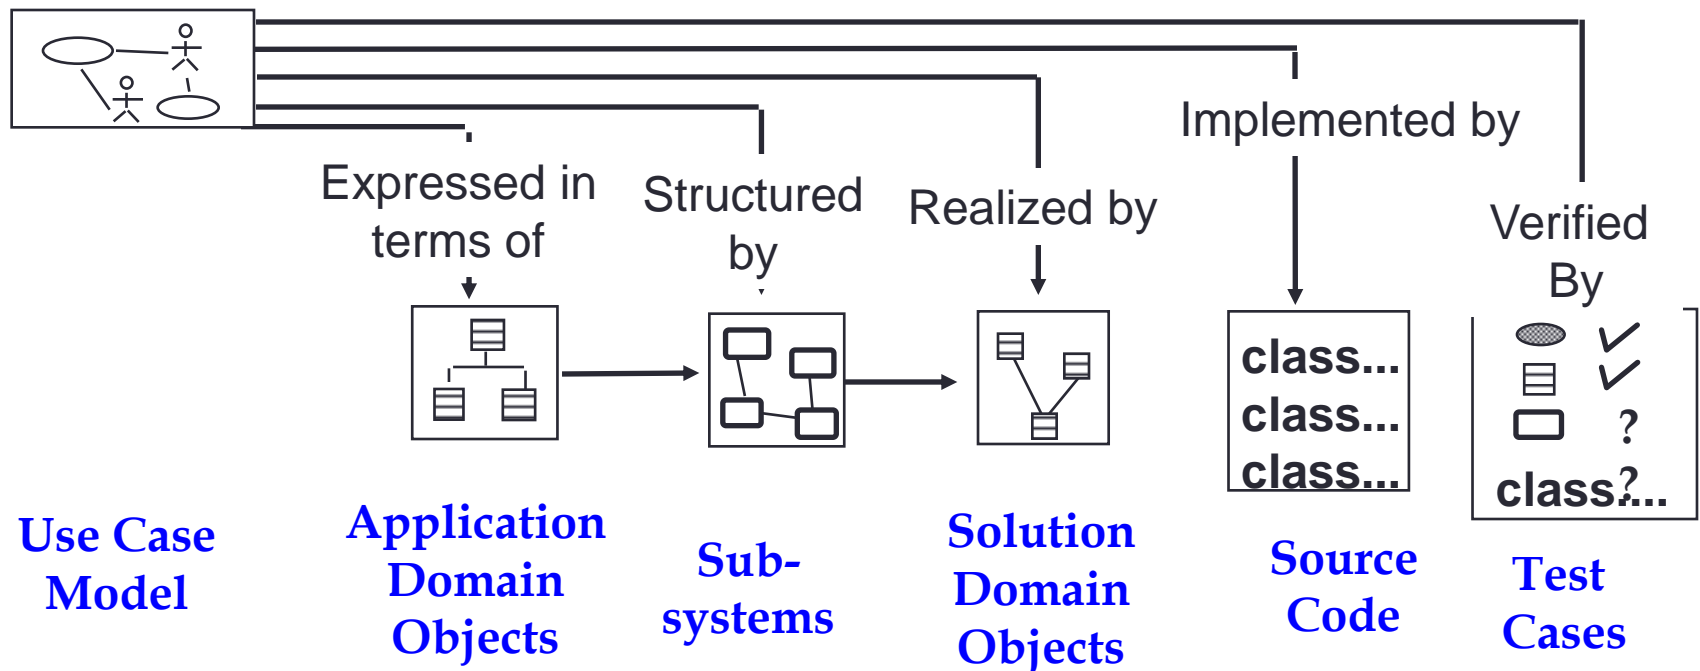 Expressed in
terms of
Structured
by
Realized by
Implemented by
Verified
By
class...
class...
class...
?
?
class....
Use Case
Model
Application
Domain
Objects
Sub-
systems
Solution
Domain
Objects
Source
Code
Test
Cases